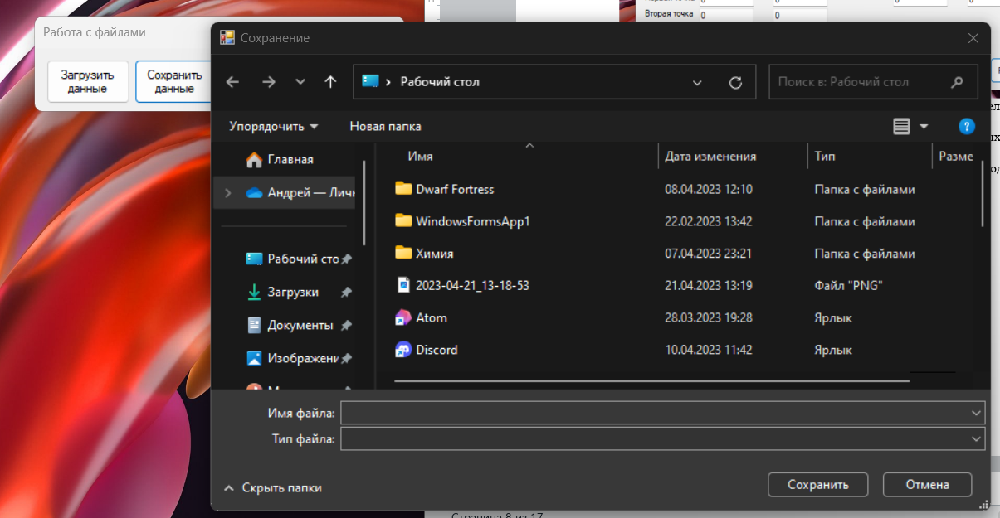 Вторая точка 0 0
Работа с файлами
Загрузить данные
Сохранить данные
Сохранение
Рабочий стол
Поиск в: Рабочий стол
Упорядочить Новая папка
Имя Дата изменения Тип Разме
Главная
Андрей — Личн
Рабочий сто
Загрузки
Документы
Изображени
Dwarf Fortress 08.04.2023 12:10 Папка с файлами
WindowsFormsApp1 22.02.2023 13:42 Папка с файлами
Химия 07.04.2023 23:21 Папка с файлами
2023-04-21_13-18-53 21.04.2023 13:19 Файл "PNG"
Atom 28.03.2023 19:28 Ярлык
Discord 10.04.2023 11:42 Ярлык
Имя файла:
Тип файла:
Скрыть папки
Сохранить Отмена
Страница 8 из 17